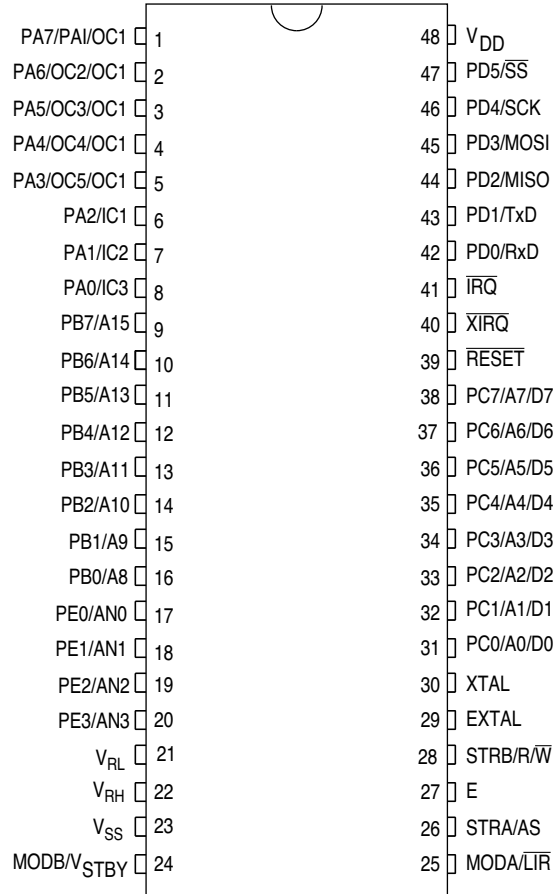 PA7/PAI/OC1 1 48 VDD
PA6/OC2/OC1 2 47 PD5/S̅S̅
PA5/OC3/OC1 3 46 PD4/SCK
PA4/OC4/OC1 4 45 PD3/MOSI
PA3/OC5/OC1 5 44 PD2/MISO
PA2/IC1 6 43 PD1/TxD
PA1/IC2 7 42 PD0/RxD
PA0/IC3 8 41 I̅R̅Q̅
PB7/A15 9 40 X̅I̅R̅Q̅
PB6/A14 10 39 R̅E̅S̅E̅T̅
PB5/A13 11 38 PC7/A7/D7
PB4/A12 12 37 PC6/A6/D6
PB3/A11 13 36 PC5/A5/D5
PB2/A10 14 35 PC4/A4/D4
PB1/A9 15 34 PC3/A3/D3
PB0/A8 16 33 PC2/A2/D2
PE0/AN0 17 32 PC1/A1/D1
PE1/AN1 18 31 PC0/A0/D0
PE2/AN2 19 30 XTAL
PE3/AN3 20 29 EXTAL
VRL 21 28 STRB/R/W̅
VRH 22 27 E
VSS 23 26 STRA/AS
MODB/VSTBY 24 25 MODA/L̅I̅R̅